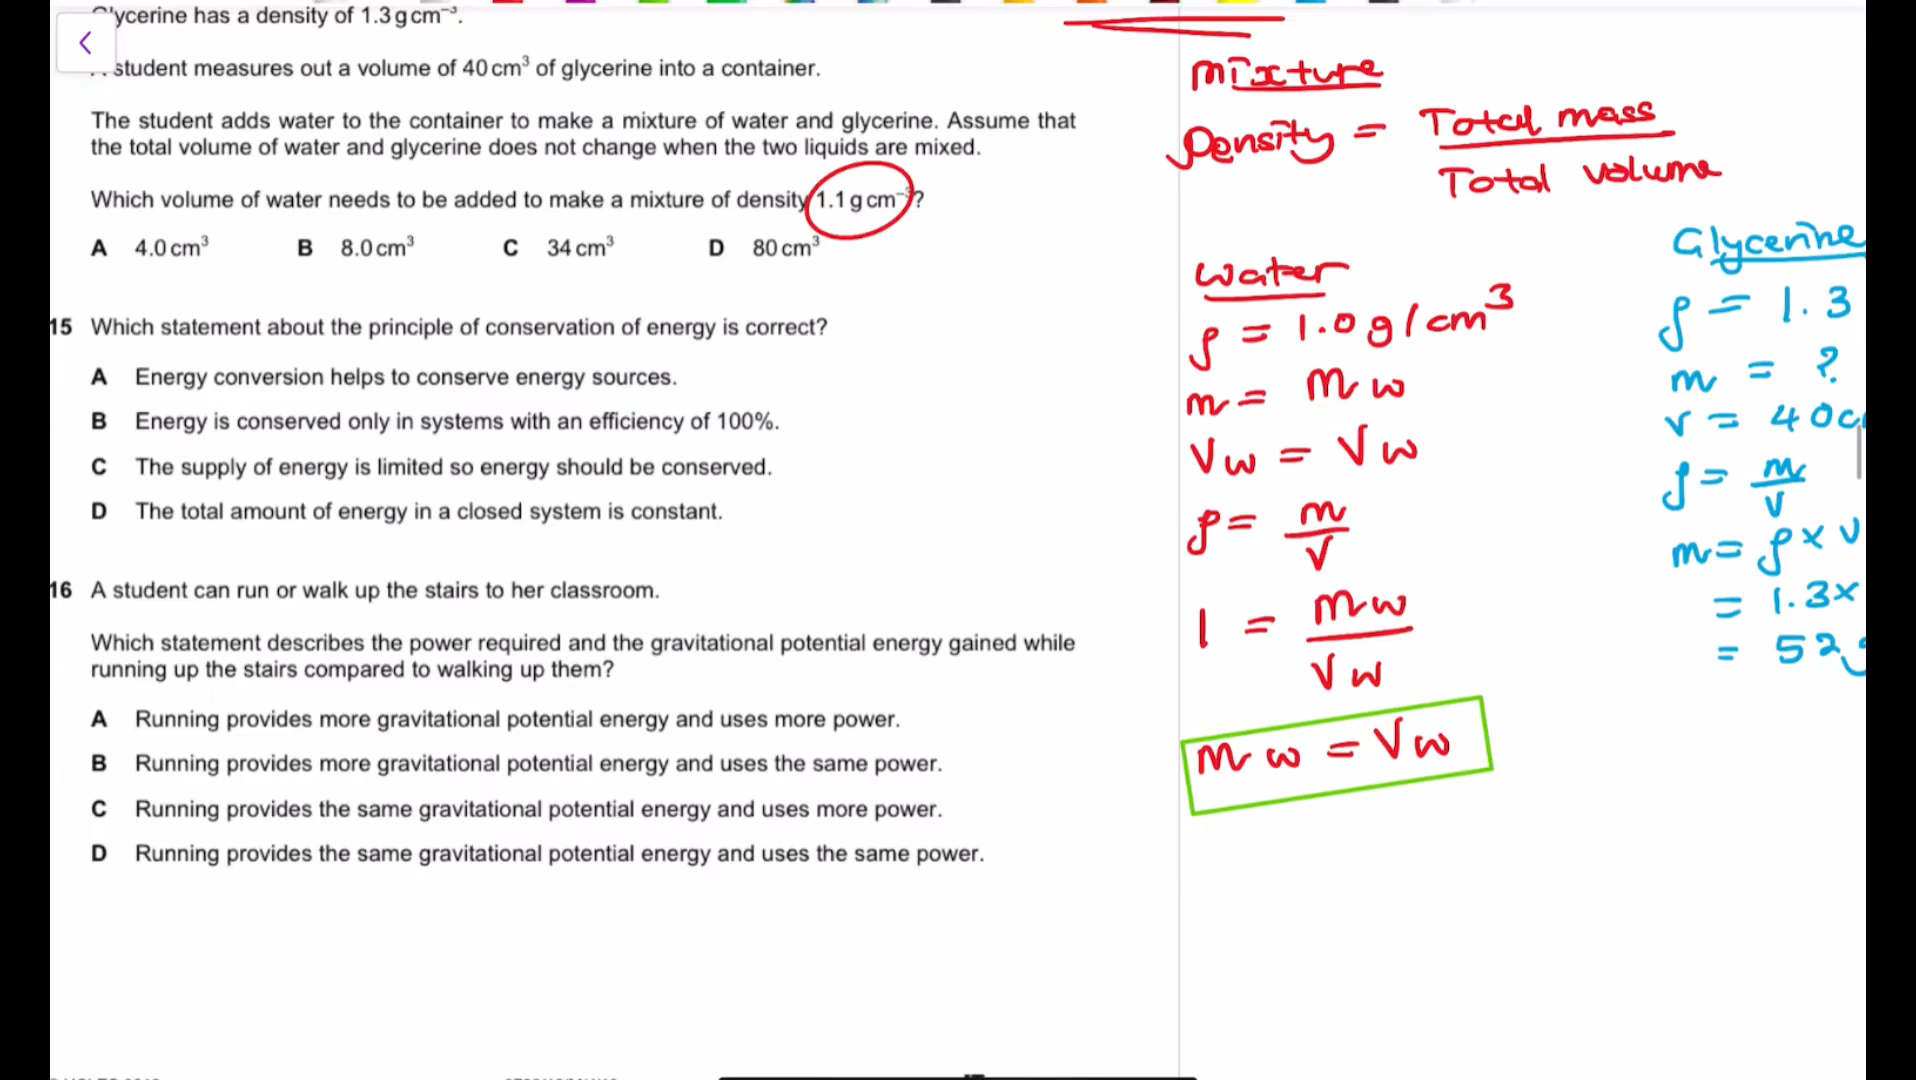 Glycerine has a density of 1.3 g cm⁻³.
A student measures out a volume of 40 cm³ of glycerine into a container.
The student adds water to the container to make a mixture of water and glycerine. Assume that
the total volume of water and glycerine does not change when the two liquids are mixed.
Which volume of water needs to be added to make a mixture of density 1.1 g cm⁻³?
A 4.0 cm³ B 8.0 cm³ C 34 cm³ D 80 cm³
15 Which statement about the principle of conservation of energy is correct?
A Energy conversion helps to conserve energy sources.
B Energy is conserved only in systems with an efficiency of 100%.
C The supply of energy is limited so energy should be conserved.
D The total amount of energy in a closed system is constant.
16 A student can run or walk up the stairs to her classroom.
Which statement describes the power required and the gravitational potential energy gained while
running up the stairs compared to walking up them?
A Running provides more gravitational potential energy and uses more power.
B Running provides more gravitational potential energy and uses the same power.
C Running provides the same gravitational potential energy and uses more power.
D Running provides the same gravitational potential energy and uses the same power.
Mixture
Density = Total mass
Total volume
Water
ρ = 1.0 g/cm³
m = mw
Vw = Vw
ρ = m/V
1 = mw/Vw
mw = Vw
Glycerine
ρ = 1.3
m = ?
V = 40c
ρ = m/V
m = ρ × V
= 1.3 ×
= 52g